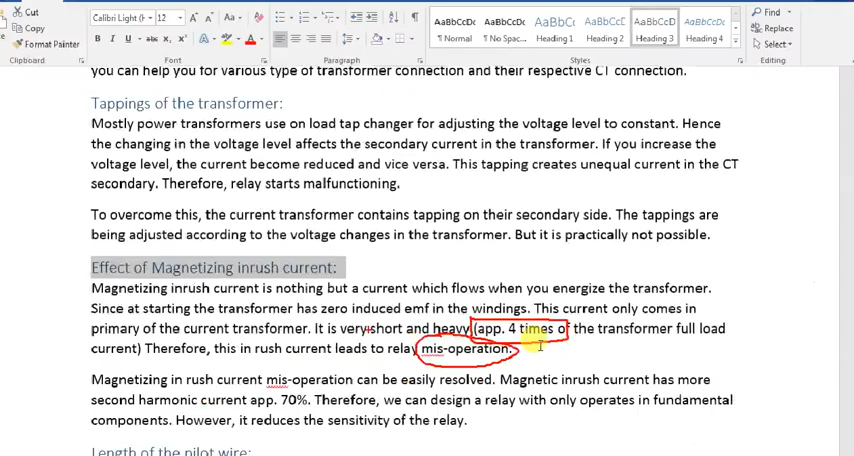 Cut
Copy
Format Painter
Clipboard
Calibri Light (H
12
Aa
Font
Paragraph
AaBbCcDc
AaBbCcDc
AaBbCc
AaBbCcD
AaBbCcD
AaBbCcD
¶ Normal
¶ No Spac...
Heading 1
Heading 2
Heading 3
Heading 4
Styles
Find
Replace
Select
Editing
you can help you for various type of transformer connection and their respective CT connection.
Tappings of the transformer:
Mostly power transformers use on load tap changer for adjusting the voltage level to constant. Hence
the changing in the voltage level affects the secondary current in the transformer. If you increase the
voltage level, the current become reduced and vice versa. This tapping creates unequal current in the CT
secondary. Therefore, relay starts malfunctioning.
To overcome this, the current transformer contains tapping on their secondary side. The tappings are
being adjusted according to the voltage changes in the transformer. But it is practically not possible.
Effect of Magnetizing inrush current:
Magnetizing inrush current is nothing but a current which flows when you energize the transformer.
Since at starting the transformer has zero induced emf in the windings. This current only comes in
primary of the current transformer. It is very short and heavy (app. 4 times of the transformer full load
current) Therefore, this in rush current leads to relay mis-operation.
Magnetizing in rush current mis-operation can be easily resolved. Magnetic inrush current has more
second harmonic current app. 70%. Therefore, we can design a relay with only operates in fundamental
components. However, it reduces the sensitivity of the relay.
Length of the pilot wire: